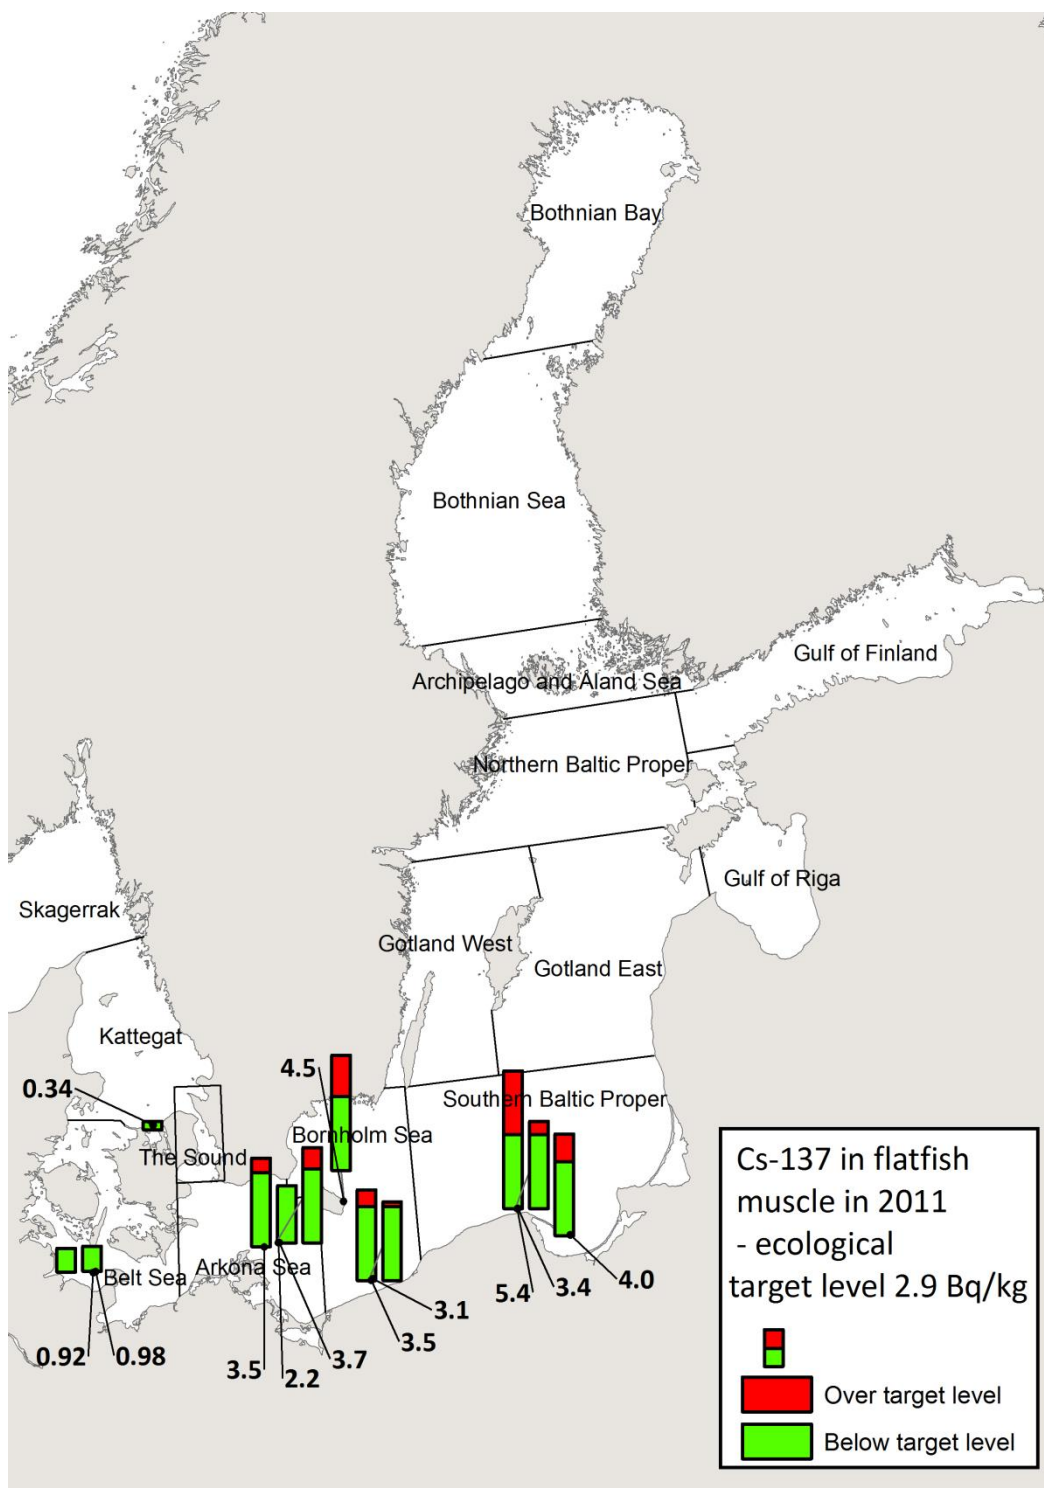 Bothnian Bay
Bothnian Sea
Gulf of Finland
Archipelago and Åland Sea
Northern Baltic Proper
Gulf of Riga
Skagerrak
Gotland West
Gotland East
Kattegat
0.34
4.5
Southern Baltic Proper
Bornholm Sea
The Sound
Arkona Sea
Belt Sea
4.0
5.4
3.4
3.1
3.5
0.92
0.98
3.5
2.2
3.7
Cs-137 in flatfish
muscle in 2011
- ecological
target level 2.9 Bq/kg
Over target level
Below target level